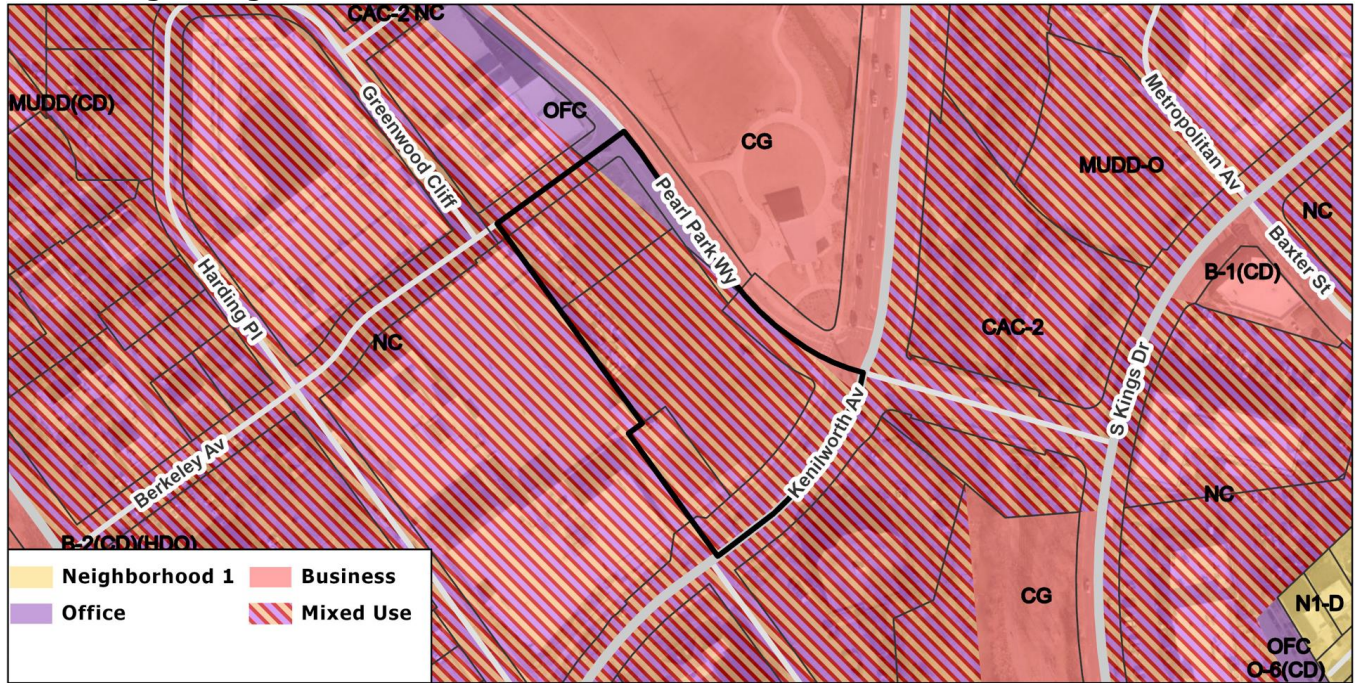 CAC-2 NC
MUDD(CD)
Greenwood Cliff
OFC
CG
Metropolitan Av
MUDD-O
NC
Baxter St
Pearl Park Wy
B-1(CD)
Harding Pl
NC
CAC-2
S Kings Dr
Kenilworth Av
Berkeley Av
NC
B-2(CD)(HDO)
CG
N1-D
OFC
O-6(CD)
Neighborhood 1
Business
Office
Mixed Use